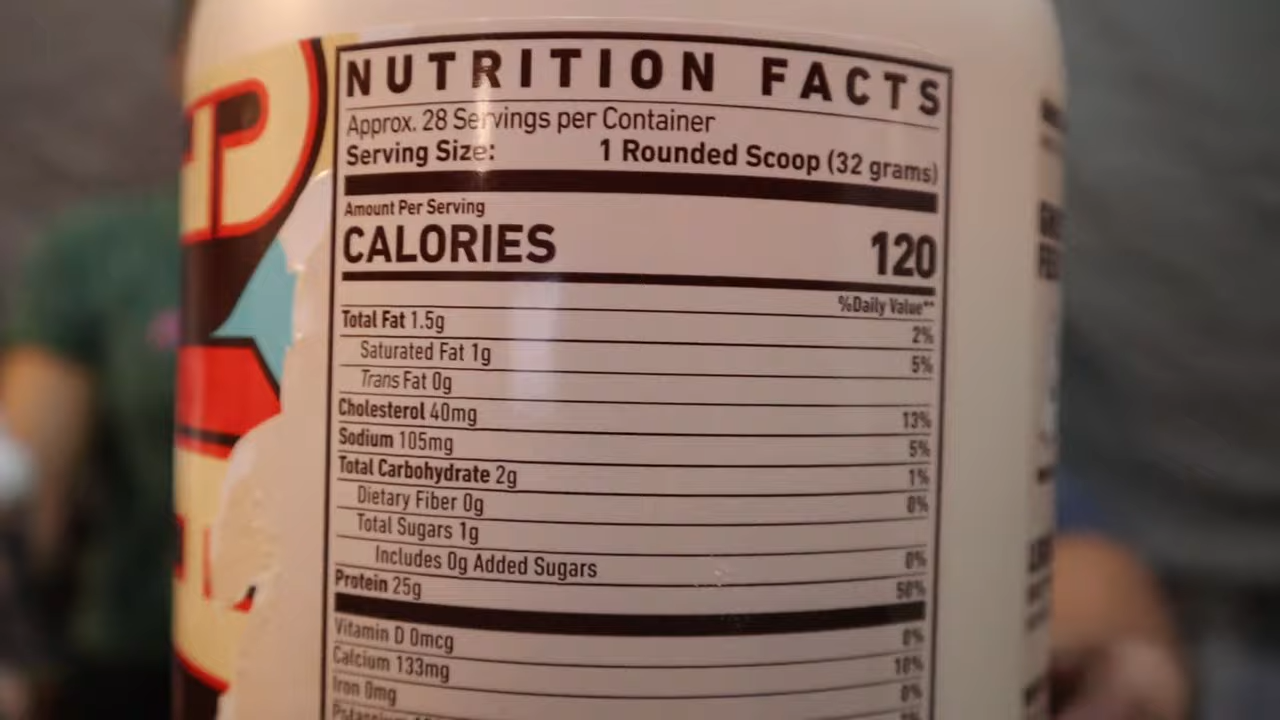 NUTRITION FACTS
Approx. 28 Servings per Container
Serving Size: 1 Rounded Scoop (32 grams)
Amount Per Serving
CALORIES 120
%Daily Value**
Total Fat 1.5g 2%
Saturated Fat 1g 5%
Trans Fat 0g
Cholesterol 40mg 13%
Sodium 105mg 5%
Total Carbohydrate 2g 1%
Dietary Fiber 0g 0%
Total Sugars 1g
Includes 0g Added Sugars 0%
Protein 25g 50%
Vitamin D 0mcg 0%
Calcium 133mg 10%
Iron 0mg 0%